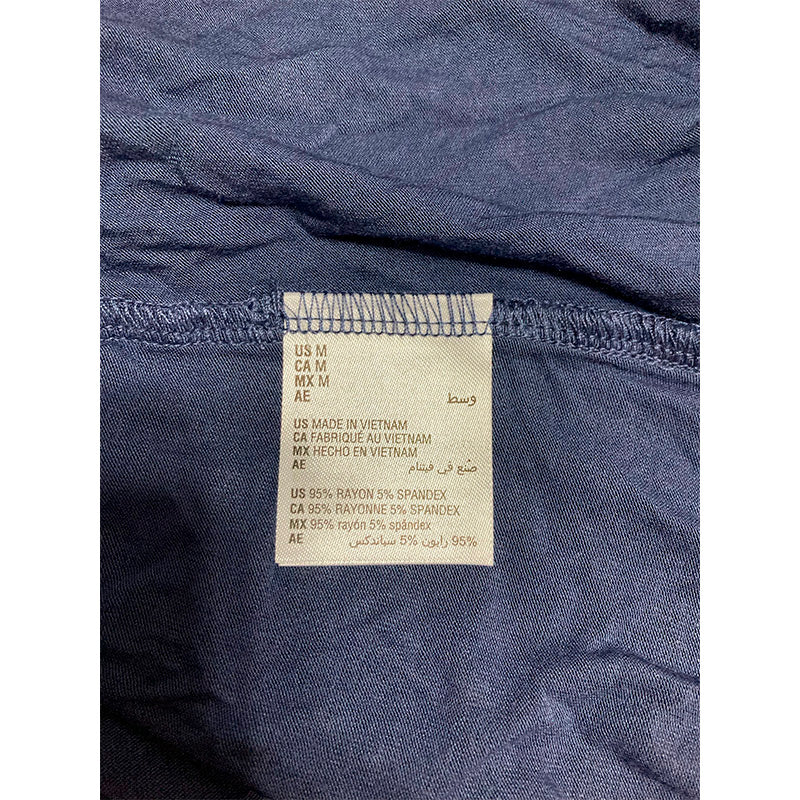 US M
CA M
MX M
AE وسط
US MADE IN VIETNAM
CA FABRIQUÉ AU VIETNAM
MX HECHO EN VIETNAM
AE صنع في فيتنام
US 95% RAYON 5% SPANDEX
CA 95% RAYONNE 5% SPANDEX
MX 95% rayón 5% spándex
AE 95% رايون 5% سباندكس